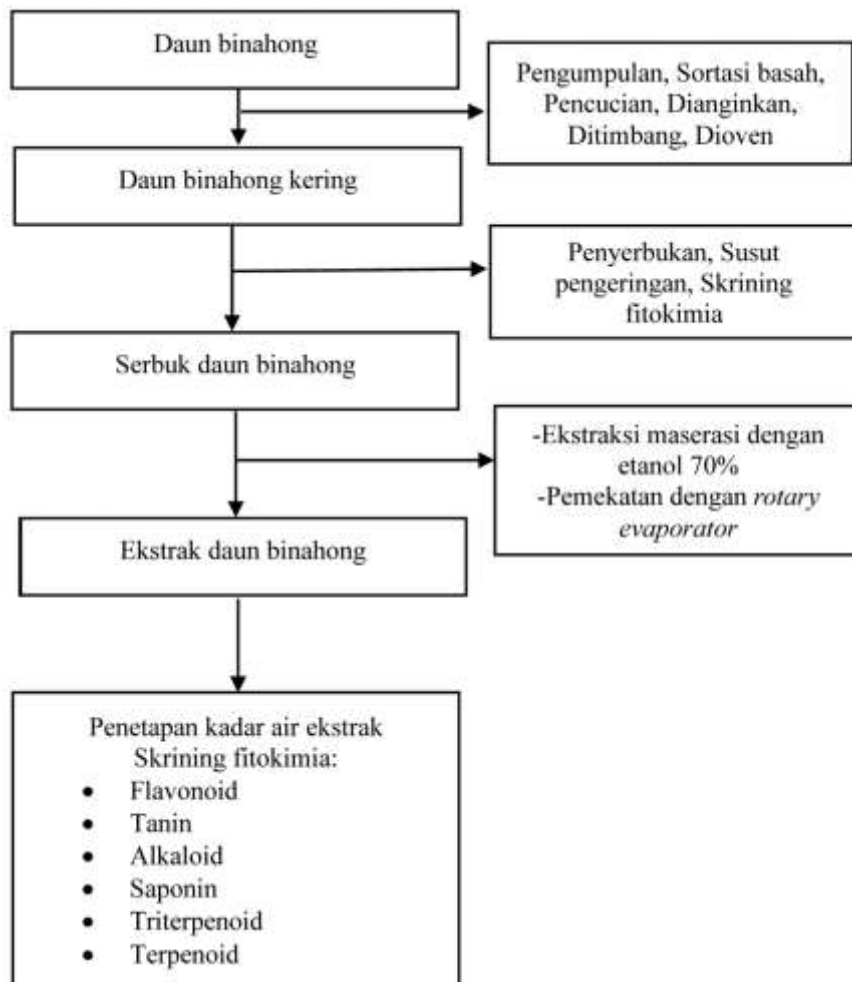 Daun binahong
Pengumpulan, Sortasi basah,
Pencucian, Dianginkan,
Ditimbang, Dioven
Daun binahong kering
Penyerbukan, Susut
pengeringan, Skrining
fitokimia
Serbuk daun binahong
-Ekstraksi maserasi dengan
etanol 70%
-Pemekatan dengan rotary
evaporator
Ekstrak daun binahong
Penetapan kadar air ekstrak
Skrining fitokimia:
• Flavonoid
• Tanin
• Alkaloid
• Saponin
• Triterpenoid
• Terpenoid